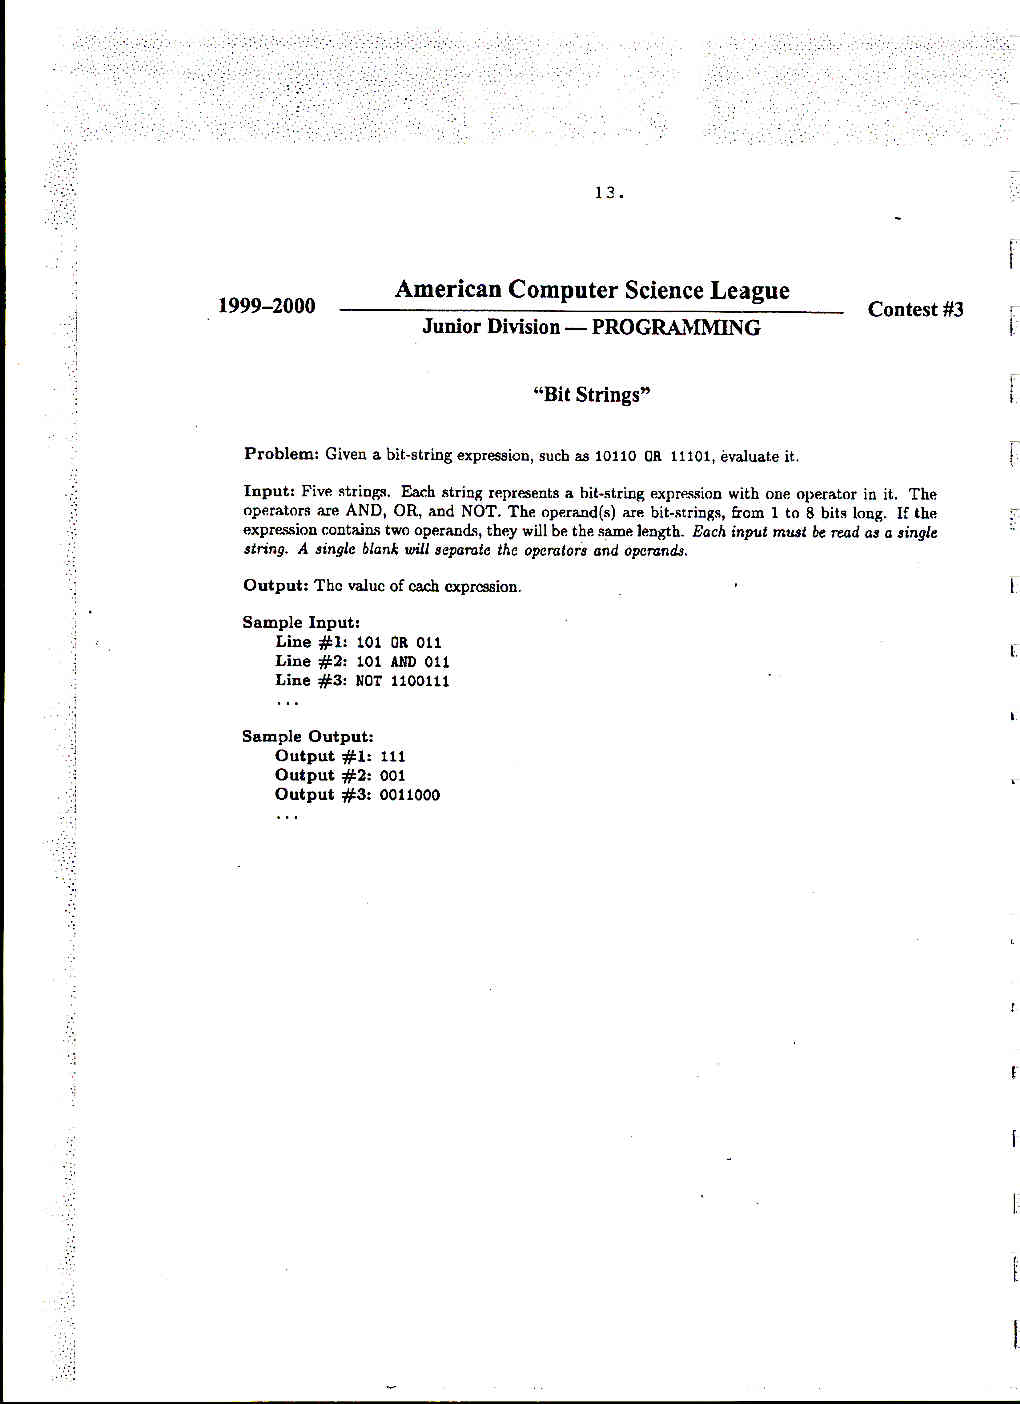 13.
American Computer Science League
1999–2000
Contest #3
Junior Division — PROGRAMMING
“Bit Strings”
Problem: Given a bit-string expression, such as 10110 OR 11101, evaluate it.
Input: Five strings. Each string represents a bit-string expression with one operator in it. The
operators are AND, OR, and NOT. The operand(s) are bit-strings, from 1 to 8 bits long. If the
expression contains two operands, they will be the same length. Each input must be read as a single
string. A single blank will separate the operators and operands.
Output: The value of each expression.
Sample Input:
Line #1: 101 OR 011
Line #2: 101 AND 011
Line #3: NOT 1100111
...
Sample Output:
Output #1: 111
Output #2: 001
Output #3: 0011000
...